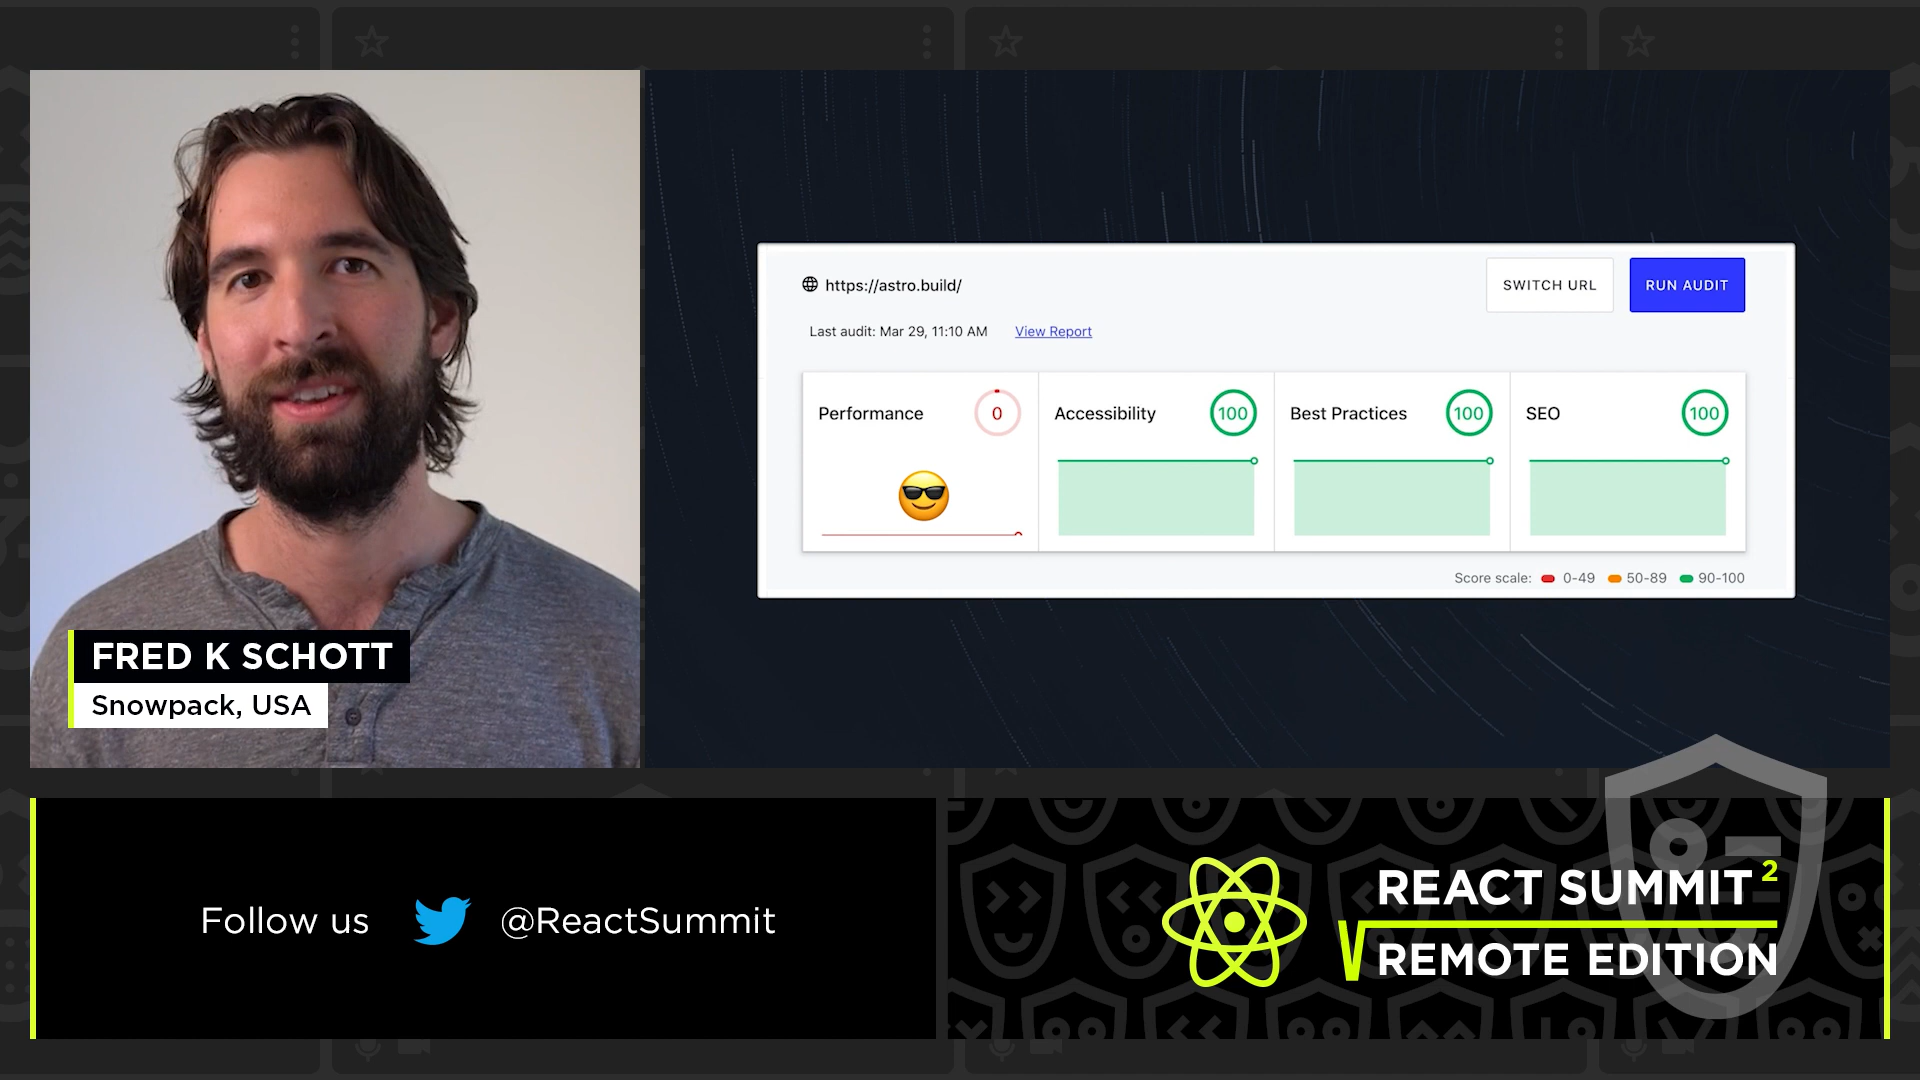 FRED K SCHOTT
Snowpack, USA
https://astro.build/
SWITCH URL
RUN AUDIT
Last audit: Mar 29, 11:10 AM
View Report
Performance
0
Accessibility
100
Best Practices
100
SEO
100
Score scale: 0-49 50-89 90-100
Follow us @ReactSummit
REACT SUMMIT 2
REMOTE EDITION